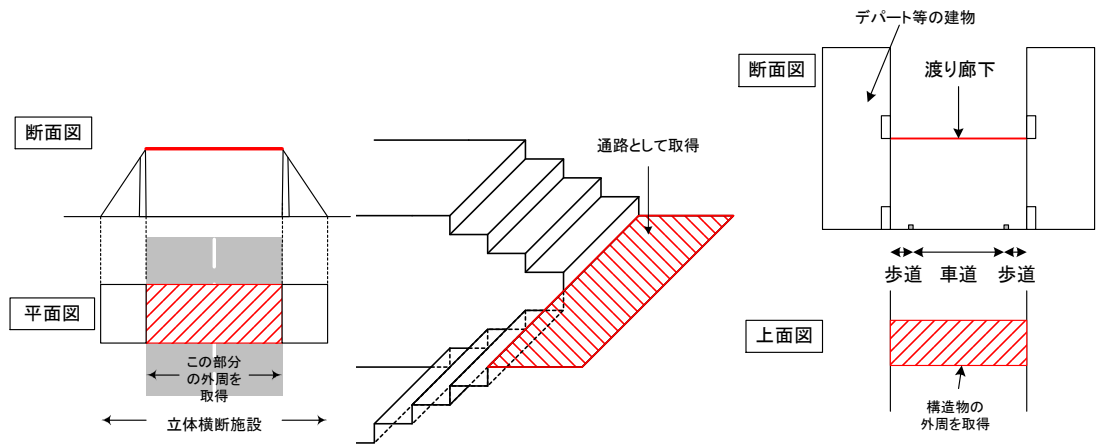 断面図
平面図
この部分
の外周を
取得
立体横断施設
通路として取得
デパート等の建物
断面図
渡り廊下
歩道
車道
歩道
上面図
構造物の
外周を取得